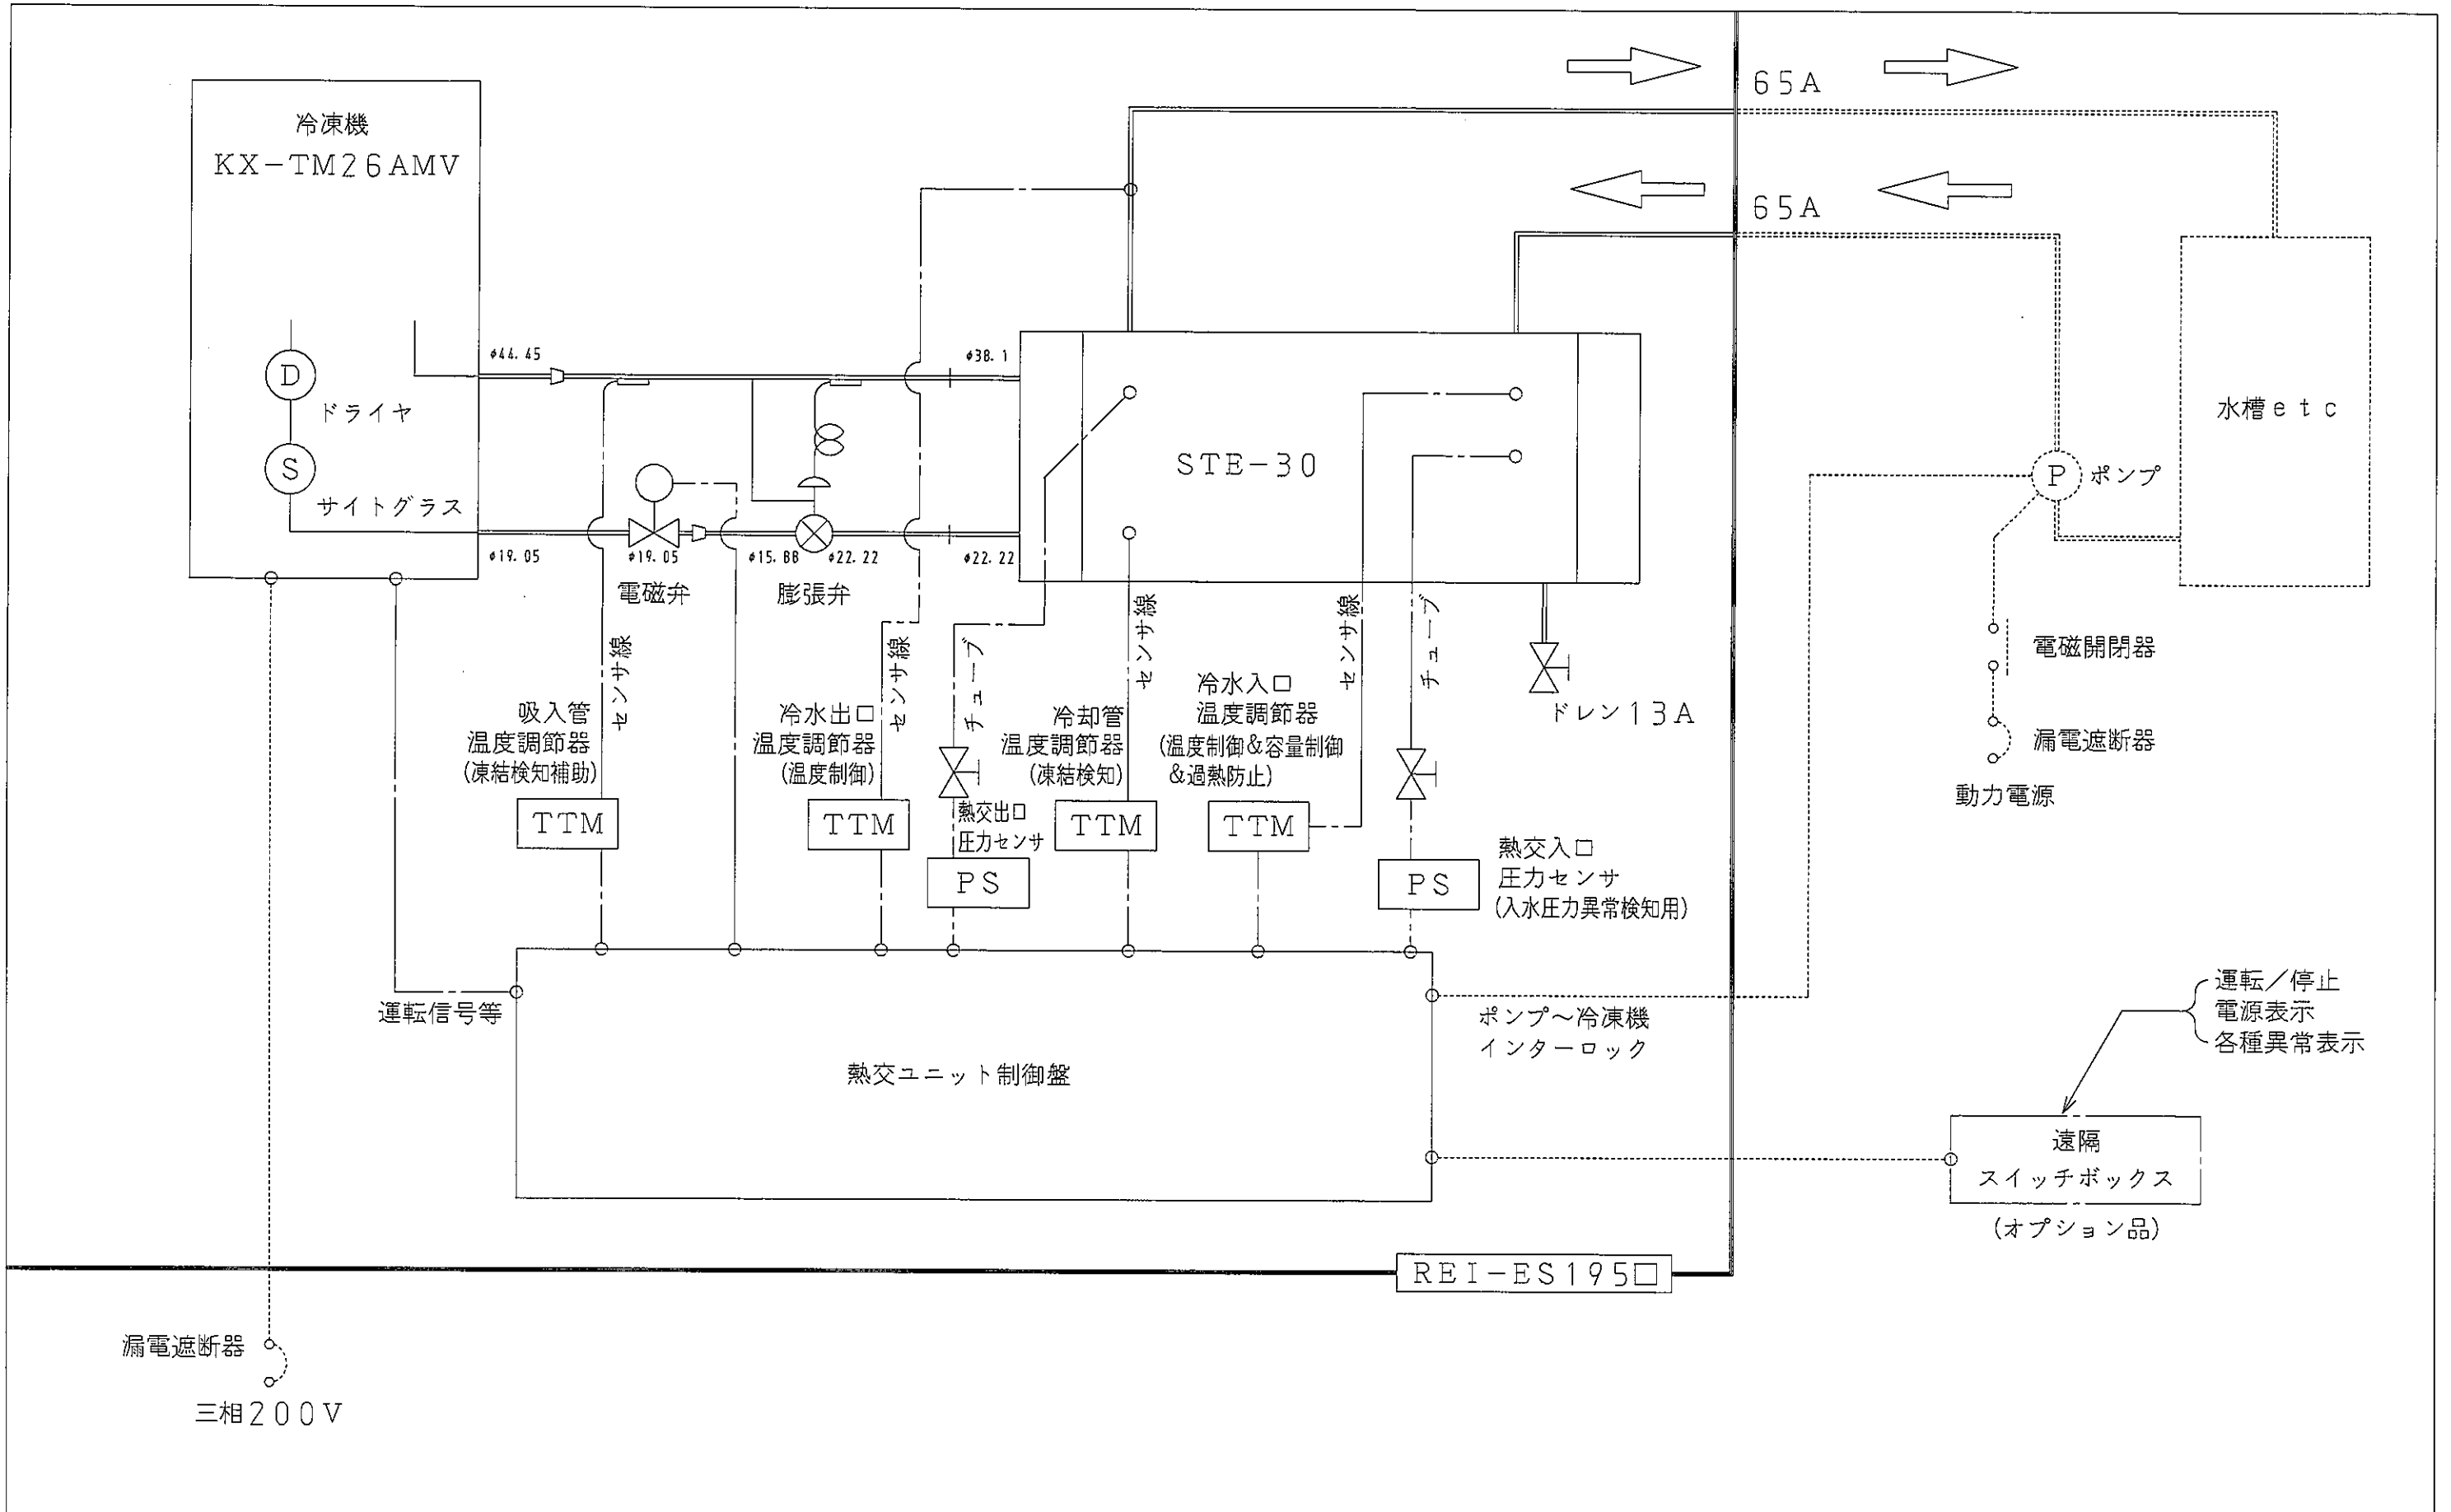 65A
冷凍機
KX-TM26AMV
65A
φ44.45
φ38.1
D
ドライヤ
S
サイトグラス
STE-30
水槽etc
P
ポンプ
φ19.05
φ19.05
φ15.88
φ22.22
φ22.22
電磁弁
膨張弁
センサ線
センサ線
チューブ
センサ線
センサ線
チューブ
電磁開閉器
漏電遮断器
動力電源
ドレン13A
吸入管
温度調節器
(凍結検知補助)
冷水出口
温度調節器
(温度制御)
冷却管
温度調節器
(凍結検知)
冷水入口
温度調節器
(温度制御&容量制御
&過熱防止)
TTM
TTM
熱交出口
圧力センサ
TTM
TTM
PS
PS
熱交入口
圧力センサ
(入水圧力異常検知用)
運転信号等
ポンプ～冷凍機
インターロック
熱交ユニット制御盤
運転/停止
電源表示
各種異常表示
遠隔
スイッチボックス
(オプション品)
REI-ES195□
漏電遮断器
三相200V